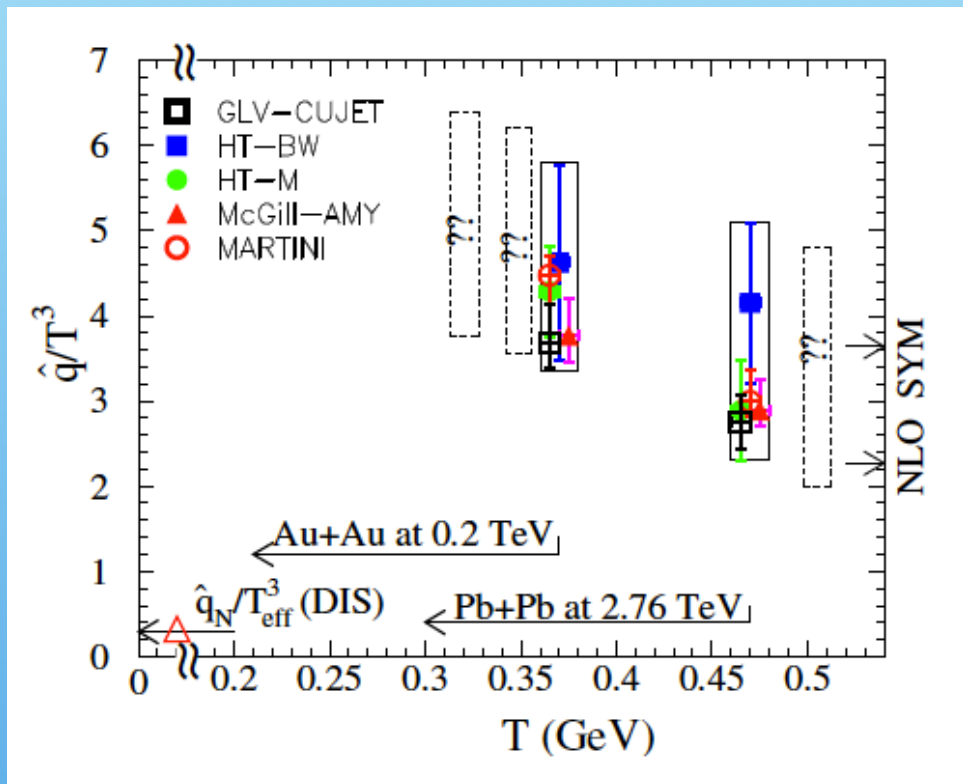 7
6
5
4
3
2
1
0
q̂/T³
GLV–CUJET
HT–BW
HT–M
McGill–AMY
MARTINI
??
??
??
Au+Au at 0.2 TeV
q̂_N/T³_eff (DIS)
Pb+Pb at 2.76 TeV
NLO SYM
0 0.2 0.25 0.3 0.35 0.4 0.45 0.5
T (GeV)